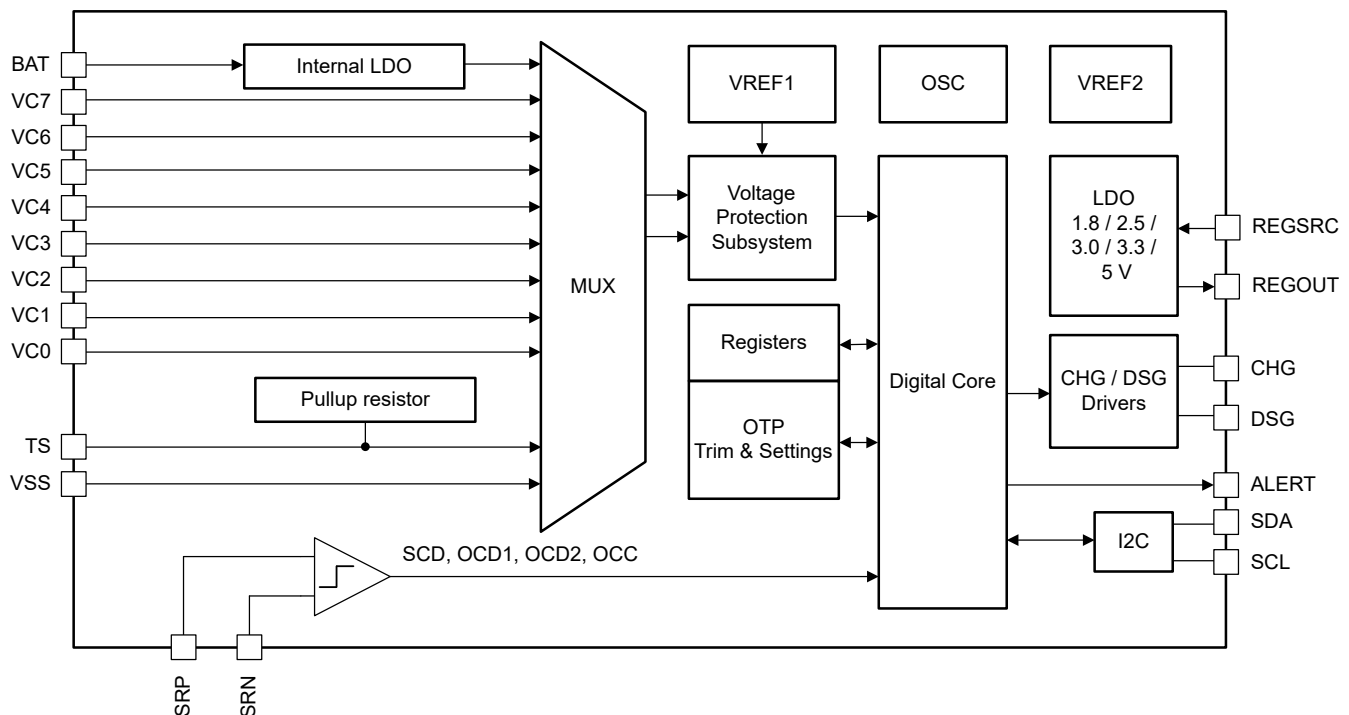 BAT
VC7
VC6
VC5
VC4
VC3
VC2
VC1
VC0
TS
VSS
Internal LDO
Pullup resistor
MUX
VREF1
OSC
VREF2
Voltage
Protection
Subsystem
Registers
OTP
Trim & Settings
Digital Core
LDO
1.8 / 2.5 /
3.0 / 3.3 /
5 V
CHG / DSG
Drivers
I2C
REGSRC
REGOUT
CHG
DSG
ALERT
SDA
SCL
SCD, OCD1, OCD2, OCC
SRP
SRN